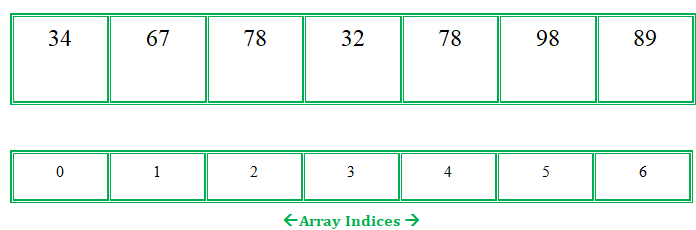 34 67 78 32 78 98 89
0 1 2 3 4 5 6
←Array Indices →